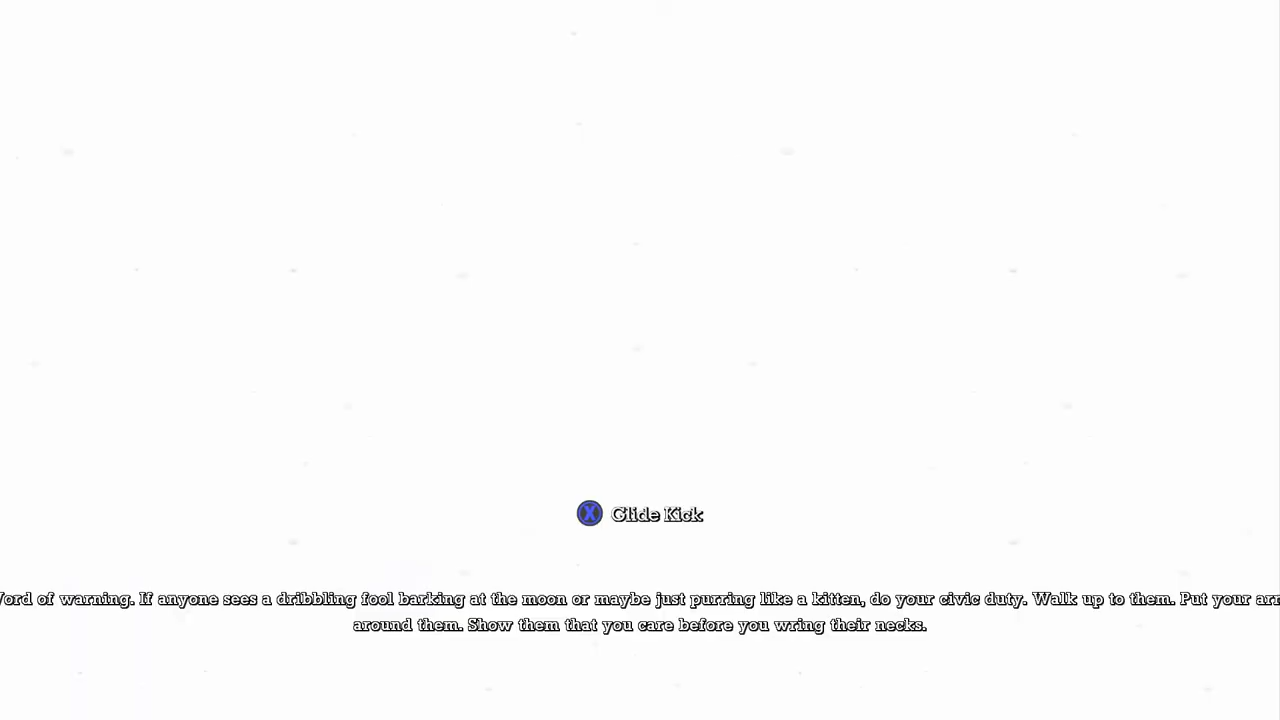 X Glide Kick
ord of warning. If anyone sees a dribbling fool barking at the moon or maybe just purring like a kitten, do your civic duty. Walk up to them. Put your arm
around them. Show them that you care before you wring their necks.